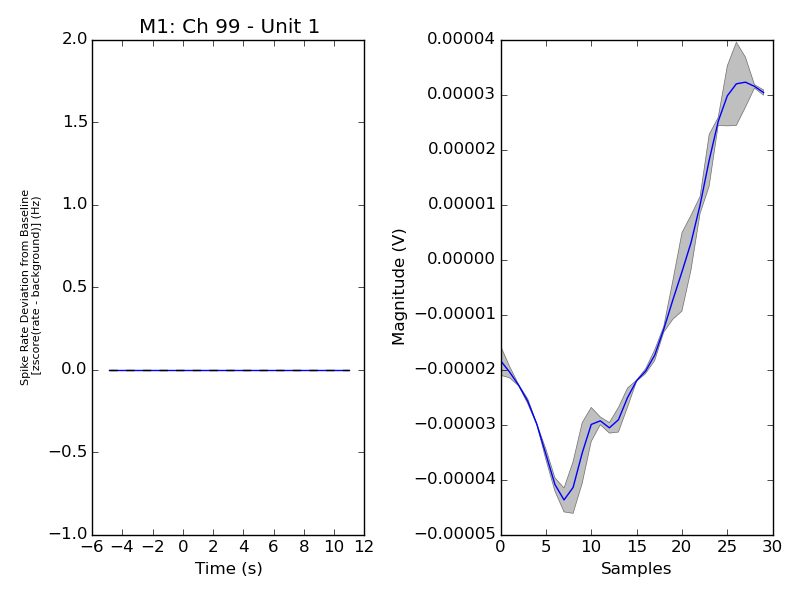 M1: Ch 99 - Unit 1
2.0
1.5
1.0
0.5
0.0
−0.5
−1.0
−6 −4 −2 0 2 4 6 8 10 12
Time (s)
Spike Rate Deviation from Baseline
[zscore(rate - background)] (Hz)
0.00004
0.00003
0.00002
0.00001
0.00000
−0.00001
−0.00002
−0.00003
−0.00004
−0.00005
0 5 10 15 20 25 30
Samples
Magnitude (V)